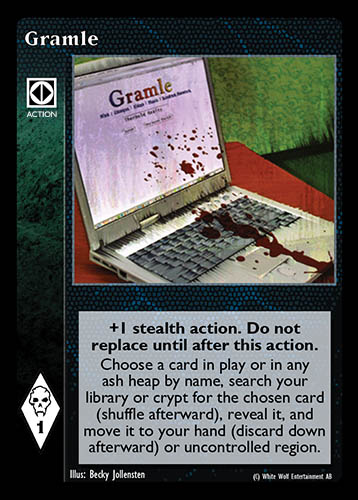 Gramle
ACTION
Gramle
+1 stealth action. Do not
replace until after this action.
Choose a card in play or in any
ash heap by name, search your
library or crypt for the chosen card
(shuffle afterward), reveal it, and
move it to your hand (discard down
afterward) or uncontrolled region.
1
Illus: Becky Jollensten
(C) White Wolf Entertainment AB